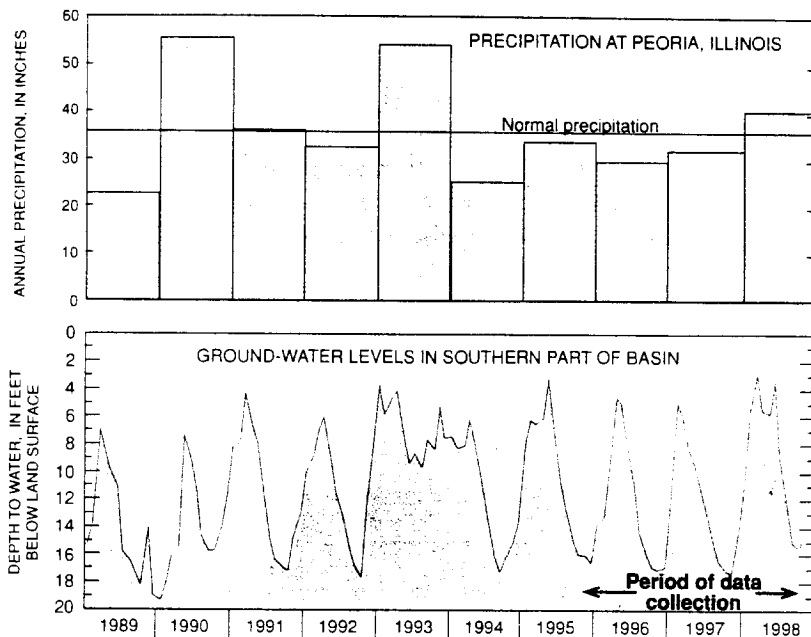 60
50
40
30
20
10
0
ANNUAL PRECIPITATION, IN INCHES
PRECIPITATION AT PEORIA, ILLINOIS
Normal precipitation
0
2
4
6
8
10
12
14
16
18
20
DEPTH TO WATER, IN FEET
BELOW LAND SURFACE
GROUND-WATER LEVELS IN SOUTHERN PART OF BASIN
Period of data
collection
1989 1990 1991 1992 1993 1994 1995 1996 1997 1998